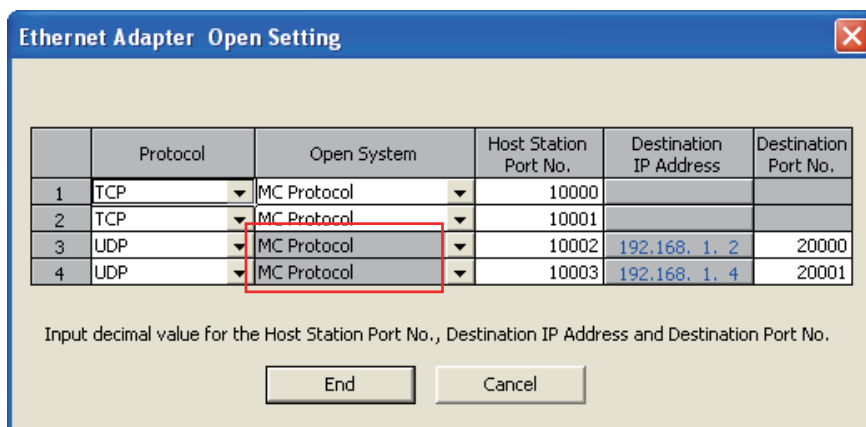 Ethernet Adapter Open Setting
Protocol Open System Host Station Port No. Destination IP Address Destination Port No.
1 TCP MC Protocol 10000
2 TCP MC Protocol 10001
3 UDP MC Protocol 10002 192.168. 1. 2 20000
4 UDP MC Protocol 10003 192.168. 1. 4 20001
Input decimal value for the Host Station Port No., Destination IP Address and Destination Port No.
End Cancel